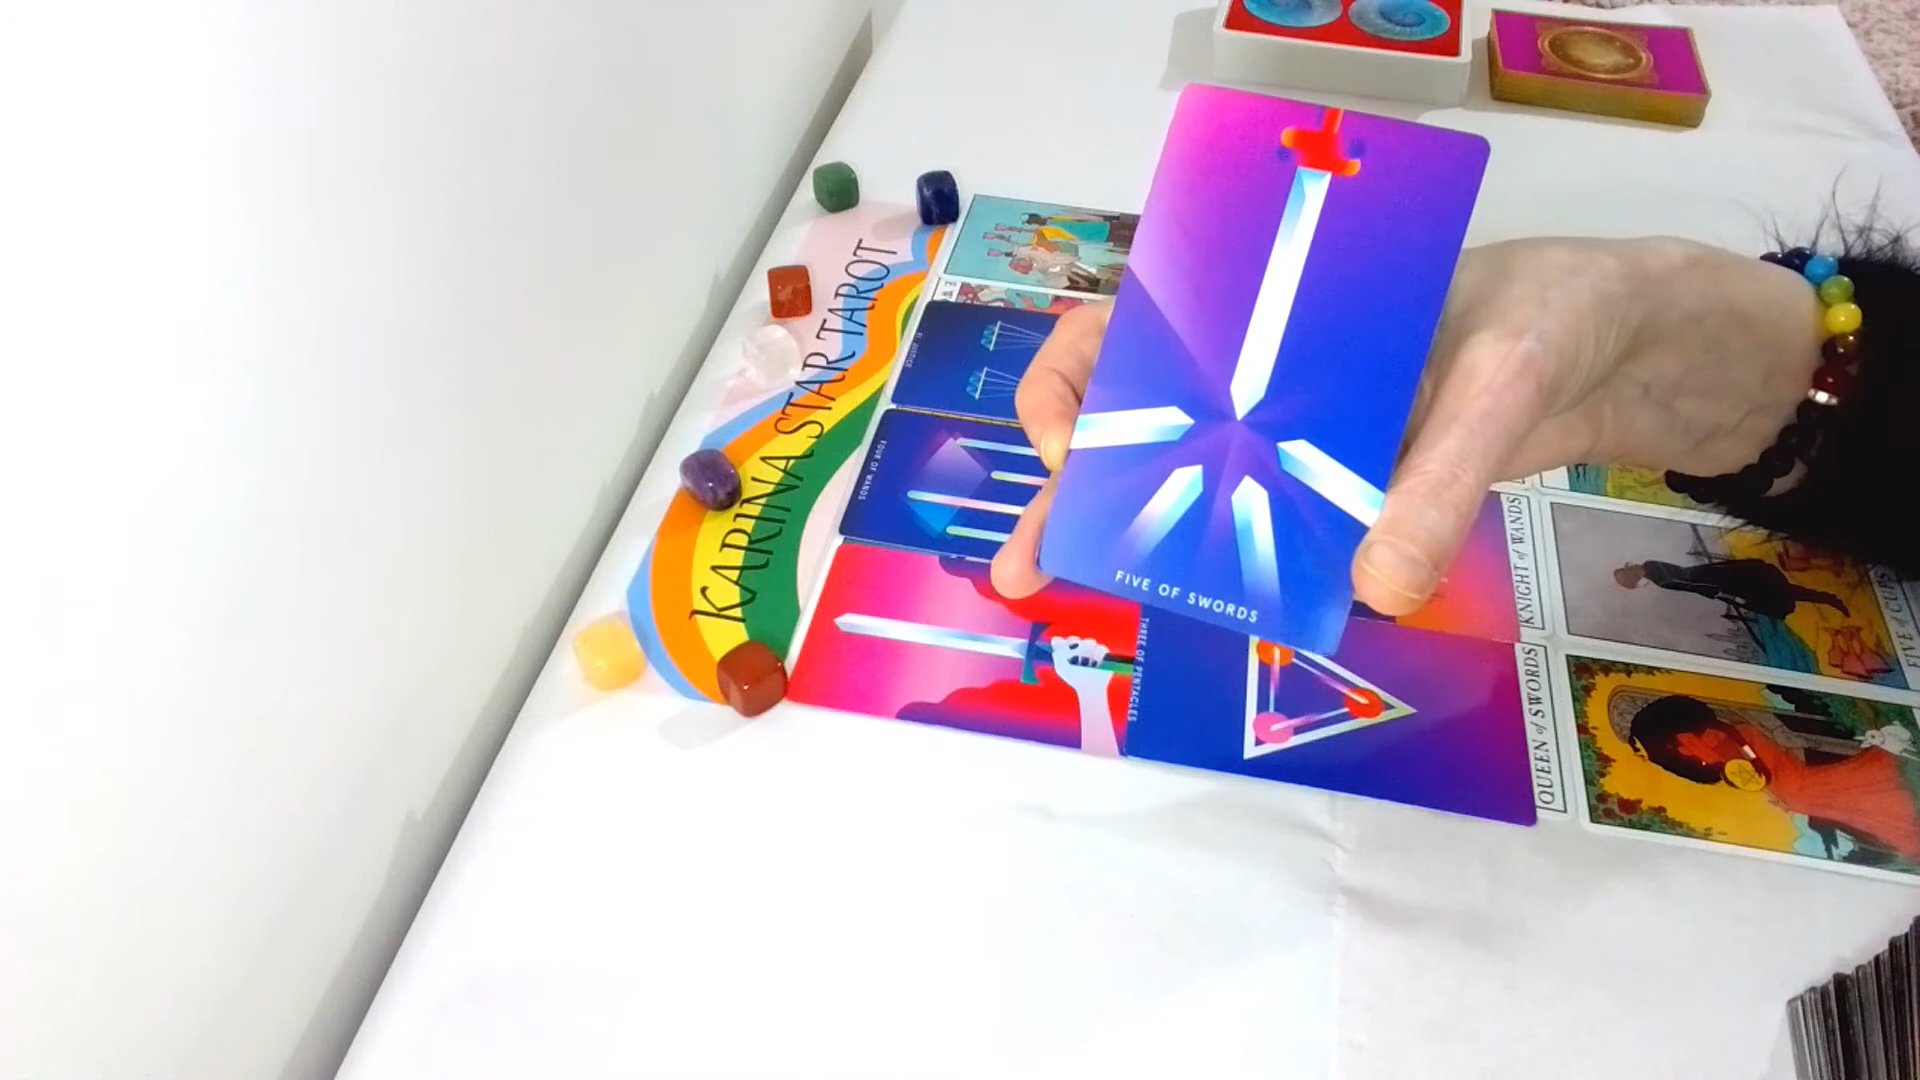 KARINA STAR TAROT
FIVE OF SWORDS
FOUR OF WANDS
THREE OF PENTACLES
KNIGHT of WANDS
QUEEN of SWORDS
FIVE of CUPS